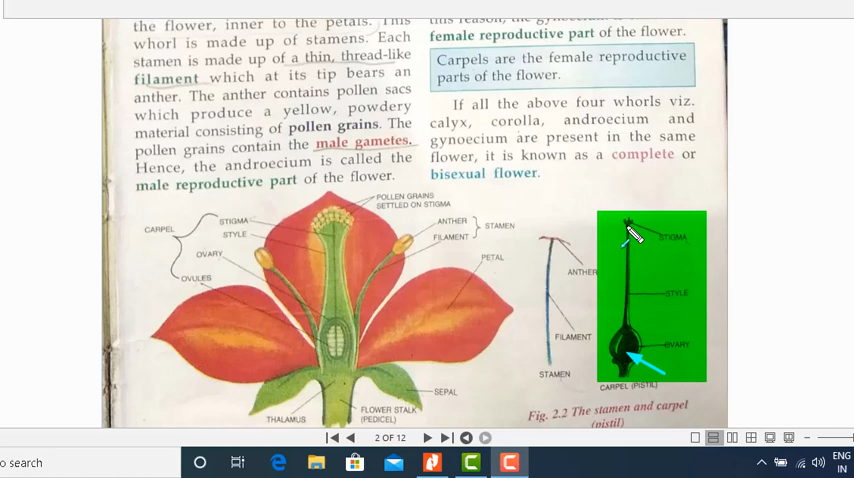 the flower, inner to the petals. This
whorl is made up of stamens. Each
stamen is made up of a thin, thread-like
filament which at its tip bears an
anther. The anther contains pollen sacs
which produce a yellow, powdery
material consisting of pollen grains. The
pollen grains contain the male gametes.
Hence, the androecium is called the
male reproductive part of the flower.
this reason, the
female reproductive part of the flower.
Carpels are the female reproductive
parts of the flower.
If all the above four whorls viz.
calyx, corolla, androecium and
gynoecium are present in the same
flower, it is known as a complete or
bisexual flower.
POLLEN GRAINS
SETTLED ON STIGMA
CARPEL
STIGMA
STYLE
OVARY
OVULES
ANTHER
FILAMENT
STAMEN
PETAL
SEPAL
THALAMUS
FLOWER STALK
(PEDICEL)
ANTHER
FILAMENT
STAMEN
STIGMA
STYLE
OVARY
CARPEL (PISTIL)
Fig. 2.2 The stamen and carpel
(pistil)
2 OF 12
o search
ENG
IN